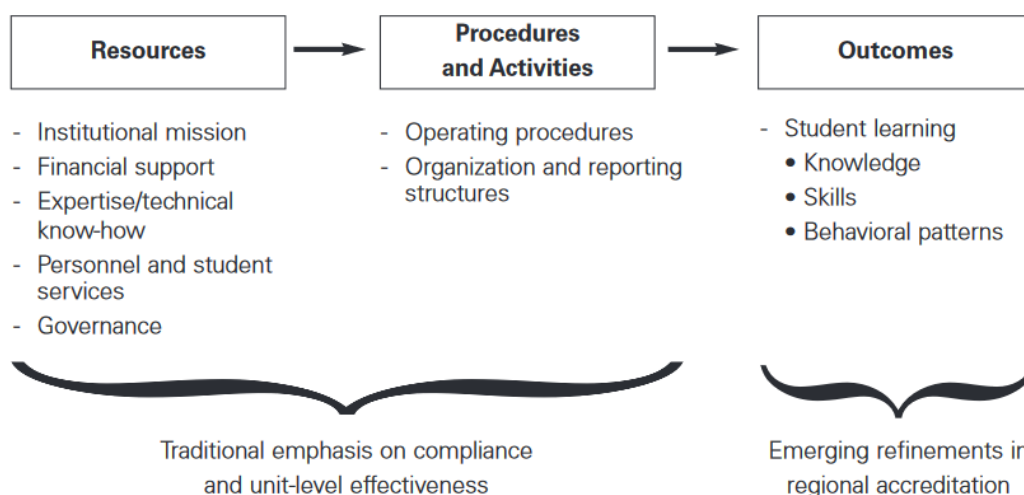 Resources
Procedures
and Activities
Outcomes
- Institutional mission
- Financial support
- Expertise/technical
know-how
- Personnel and student
services
- Governance
- Operating procedures
- Organization and reporting
structures
- Student learning
• Knowledge
• Skills
• Behavioral patterns
Traditional emphasis on compliance
and unit-level effectiveness
Emerging refinements in
regional accreditation